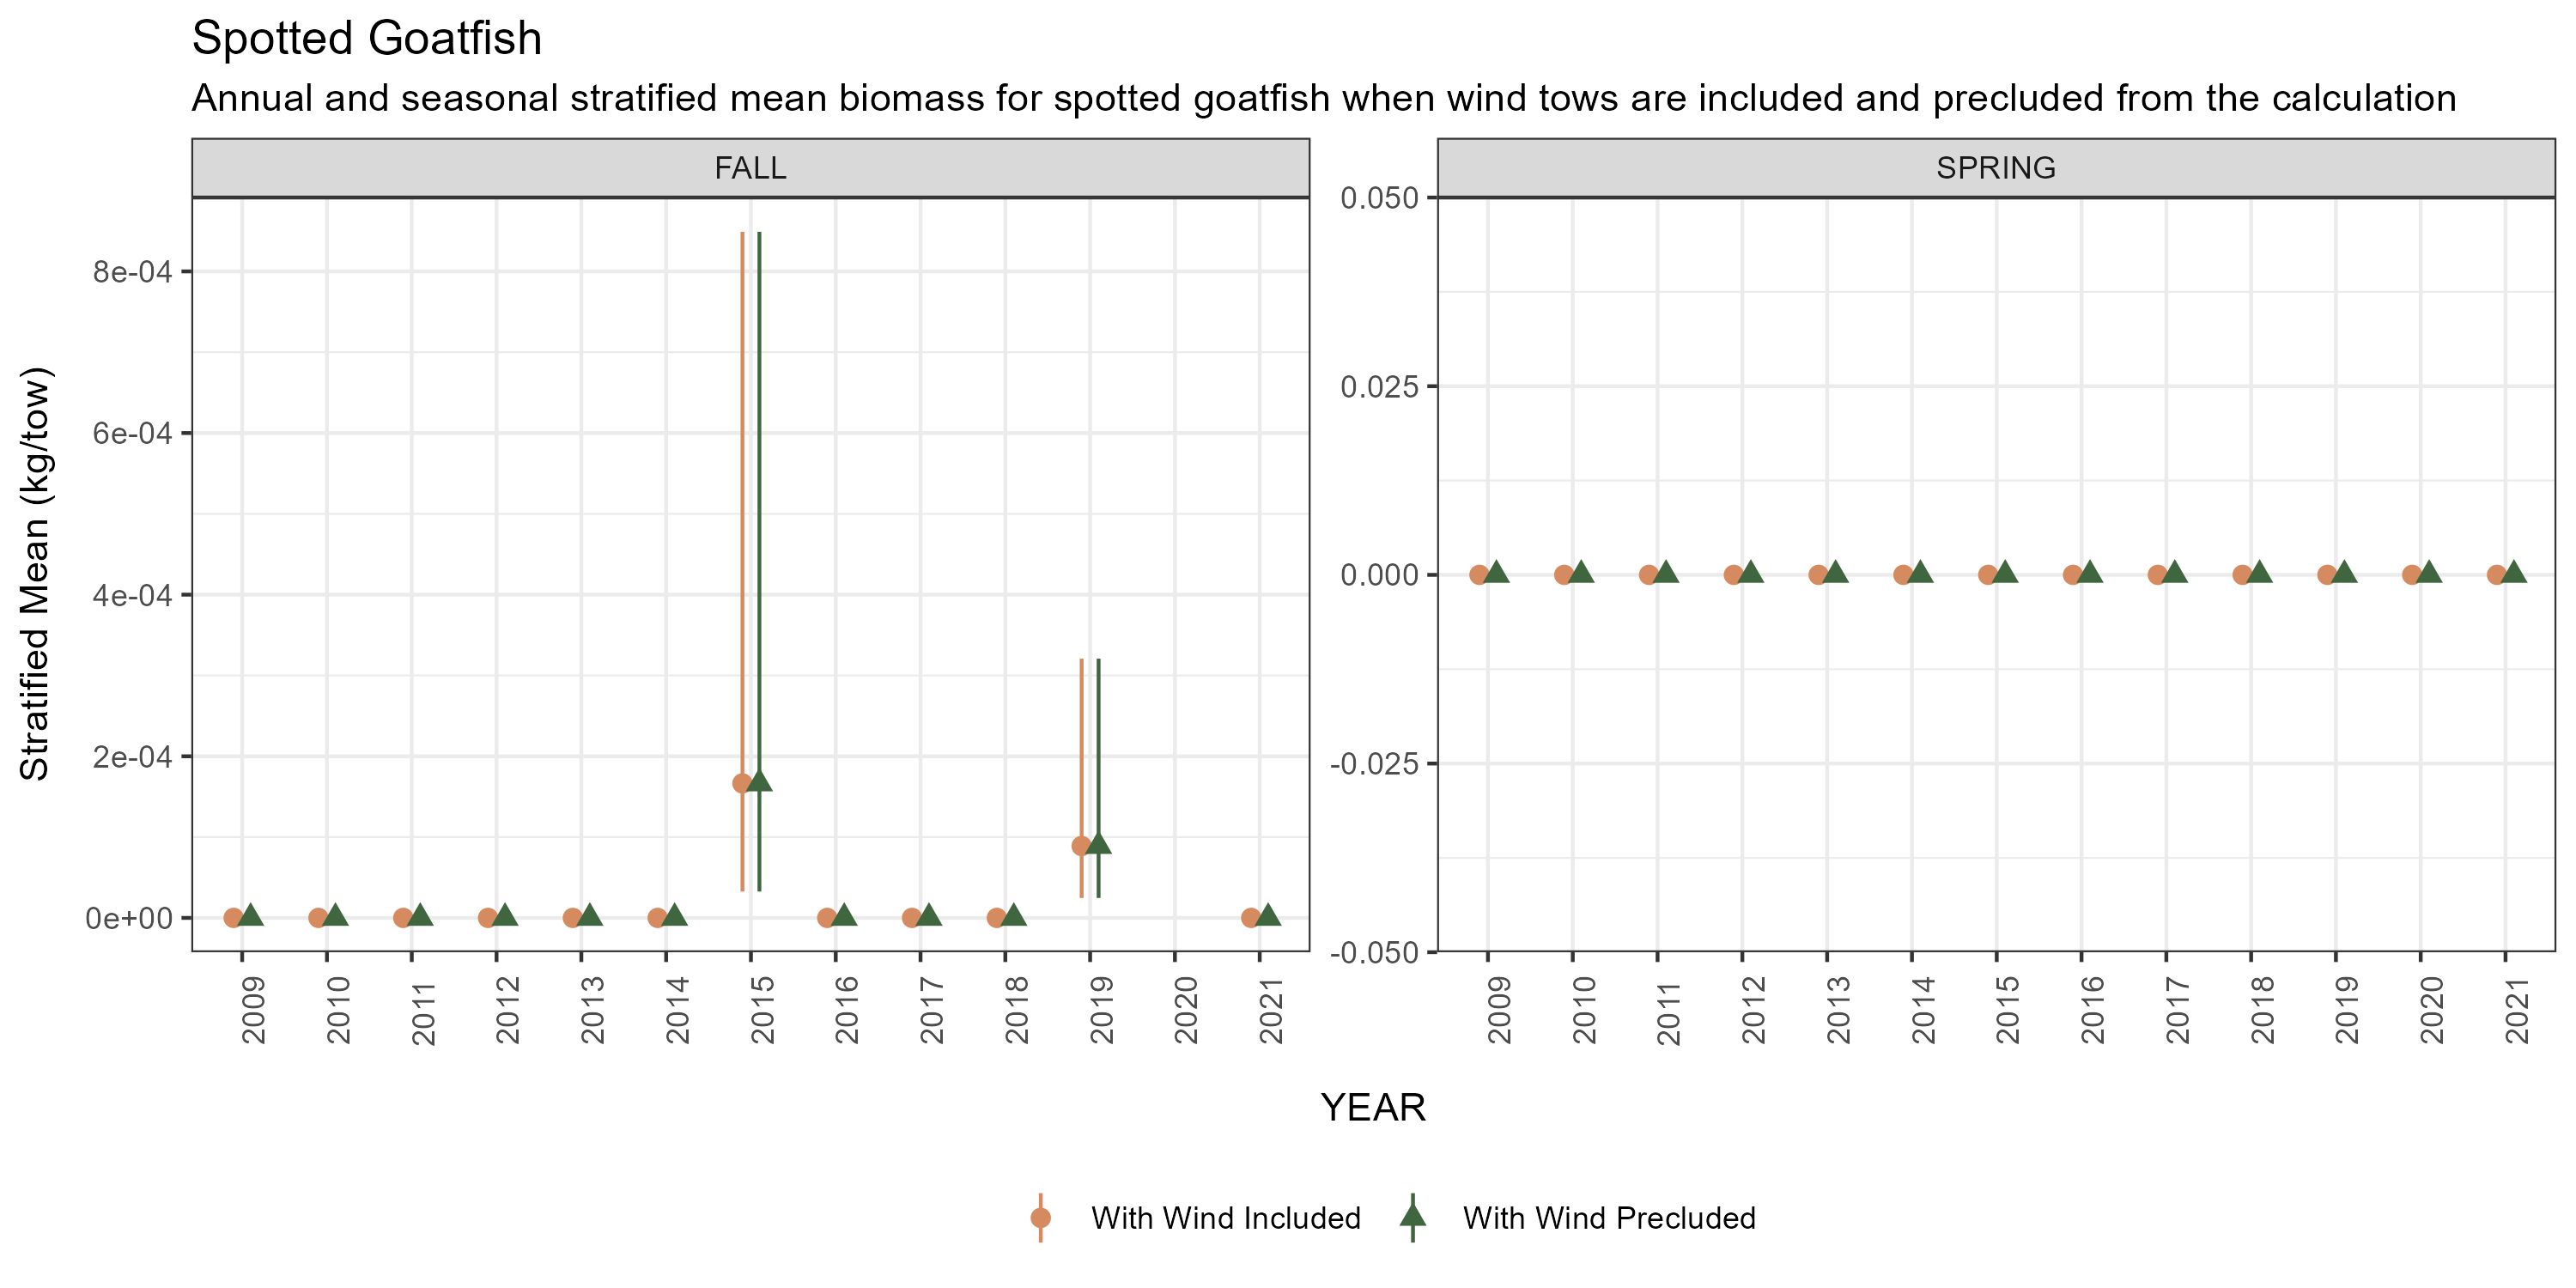 Spotted Goatfish
Annual and seasonal stratified mean biomass for spotted goatfish when wind tows are included and precluded from the calculation
FALL
SPRING
Stratified Mean (kg/tow)
8e-04
6e-04
4e-04
2e-04
0e+00
0.050
0.025
0.000
-0.025
-0.050
2009 2010 2011 2012 2013 2014 2015 2016 2017 2018 2019 2020 2021
2009 2010 2011 2012 2013 2014 2015 2016 2017 2018 2019 2020 2021
YEAR
With Wind Included With Wind Precluded